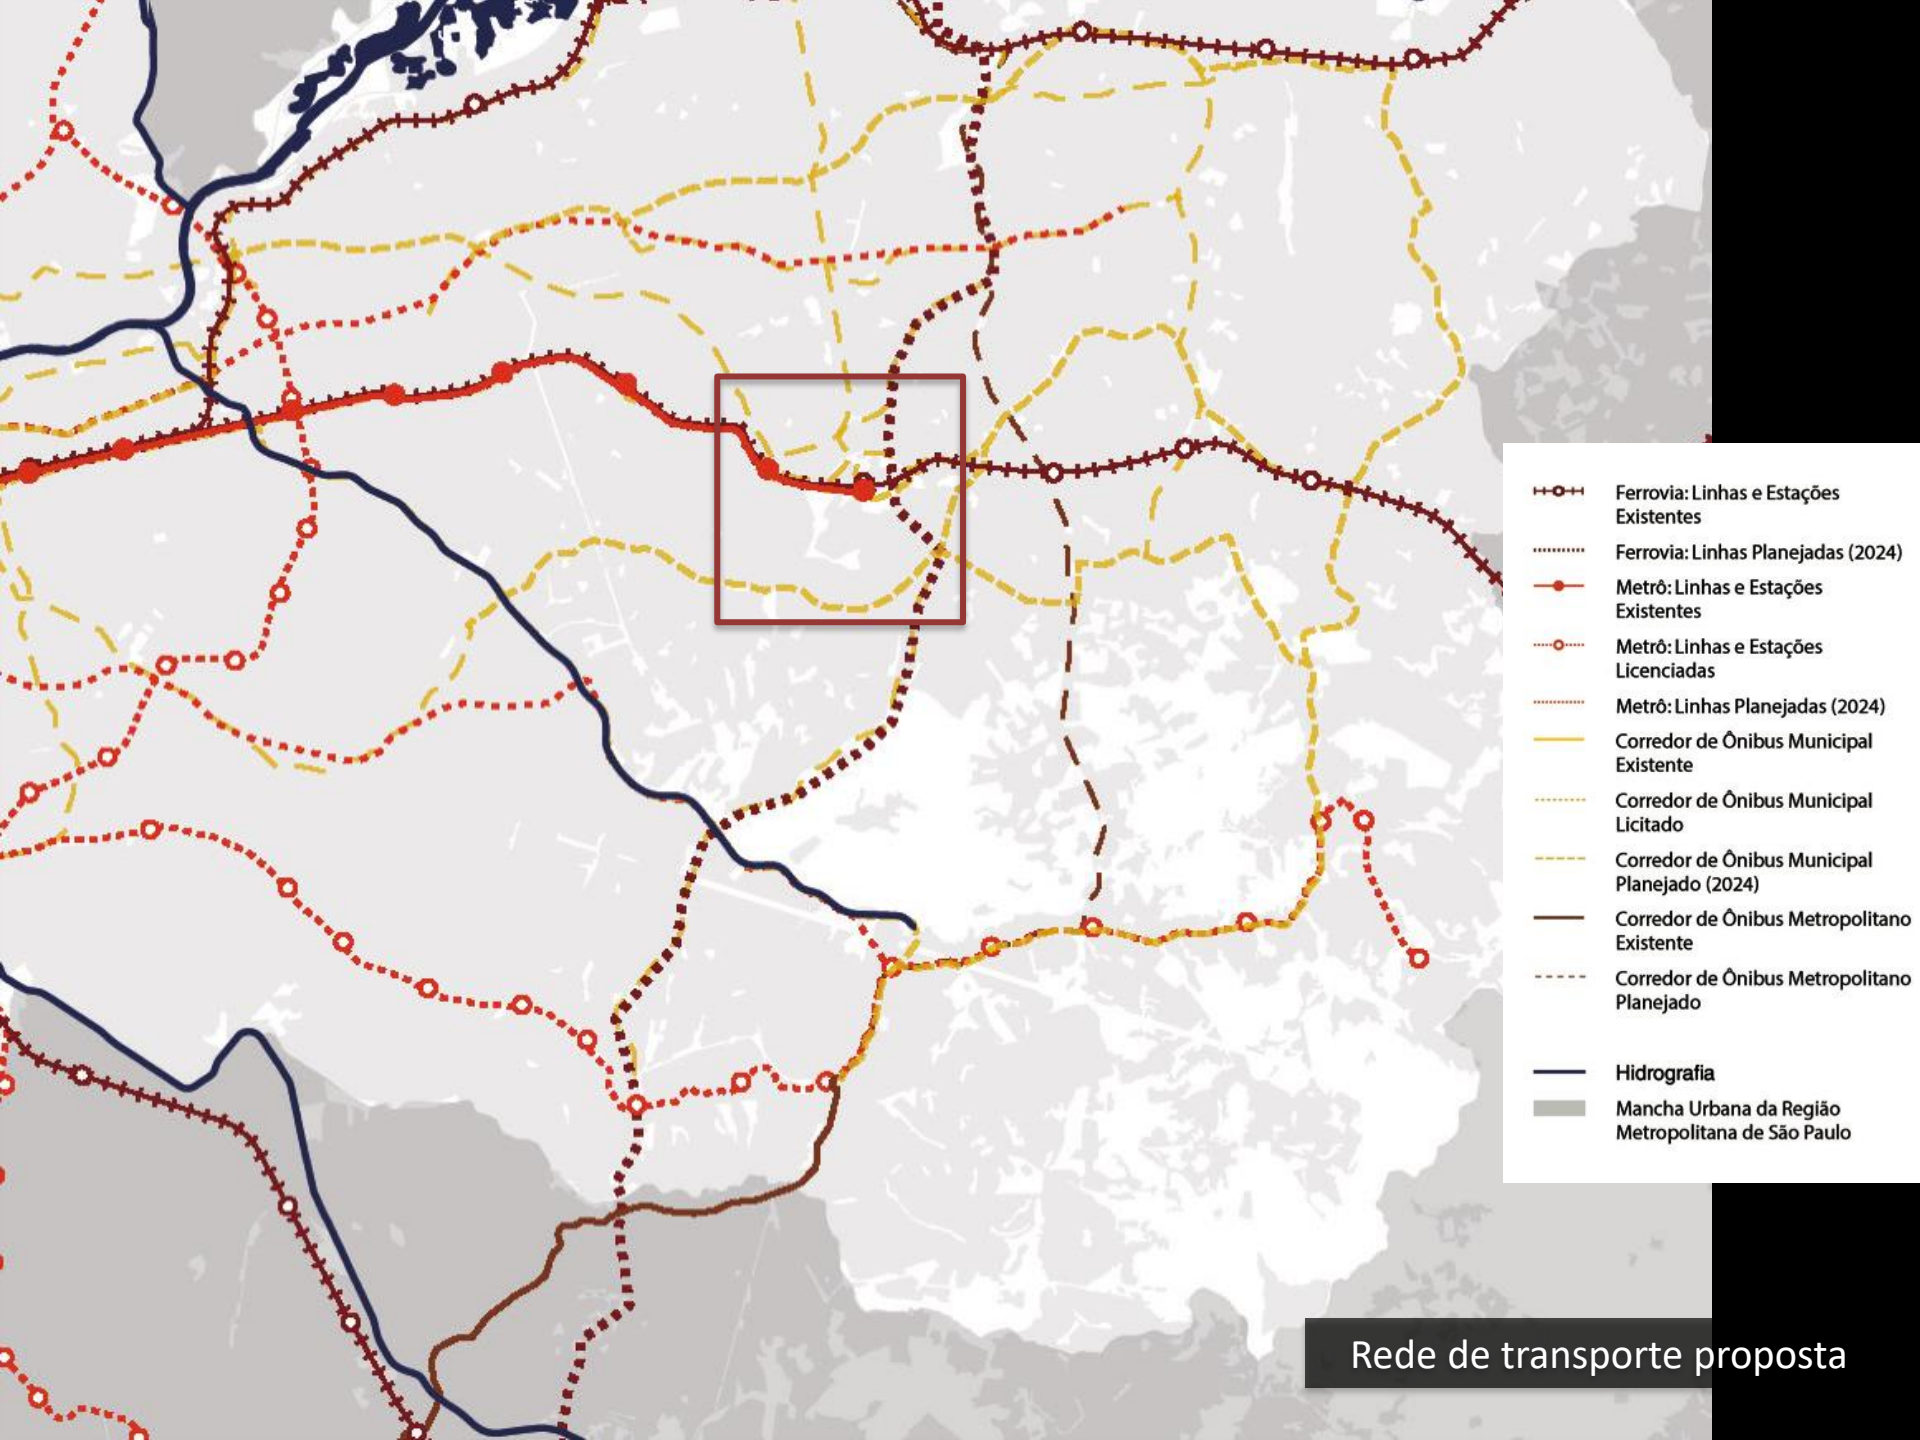 Ferrovia: Linhas e Estações
Existentes
Ferrovia: Linhas Planejadas (2024)
Metrô: Linhas e Estações
Existentes
Metrô: Linhas e Estações
Licenciadas
Metrô: Linhas Planejadas (2024)
Corredor de Ônibus Municipal
Existente
Corredor de Ônibus Municipal
Licitado
Corredor de Ônibus Municipal
Planejado (2024)
Corredor de Ônibus Metropolitano
Existente
Corredor de Ônibus Metropolitano
Planejado
Hidrografia
Mancha Urbana da Região
Metropolitana de São Paulo
Rede de transporte proposta